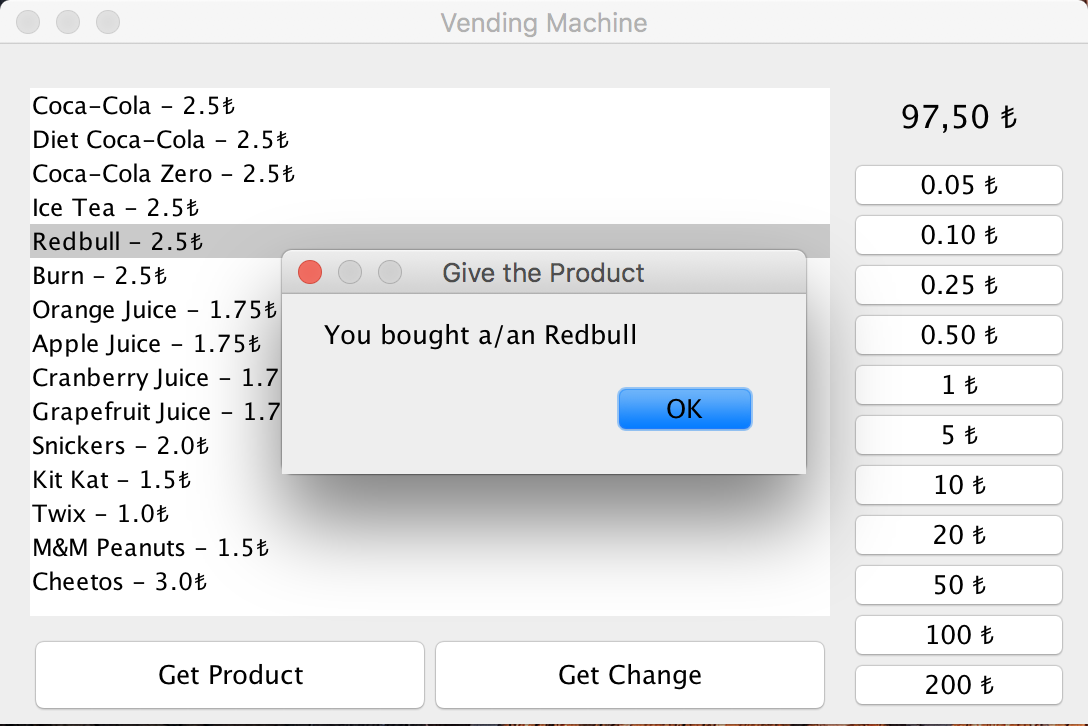 Vending Machine
Coca-Cola - 2.5₺
Diet Coca-Cola - 2.5₺
Coca-Cola Zero - 2.5₺
Ice Tea - 2.5₺
Redbull - 2.5₺
Burn - 2.5₺
Orange Juice - 1.75₺
Apple Juice - 1.75₺
Cranberry Juice - 1.7
Grapefruit Juice - 1.7
Snickers - 2.0₺
Kit Kat - 1.5₺
Twix - 1.0₺
M&M Peanuts - 1.5₺
Cheetos - 3.0₺
Give the Product
You bought a/an Redbull
OK
97,50 ₺
0.05 ₺
0.10 ₺
0.25 ₺
0.50 ₺
1 ₺
5 ₺
10 ₺
20 ₺
50 ₺
100 ₺
200 ₺
Get Product
Get Change